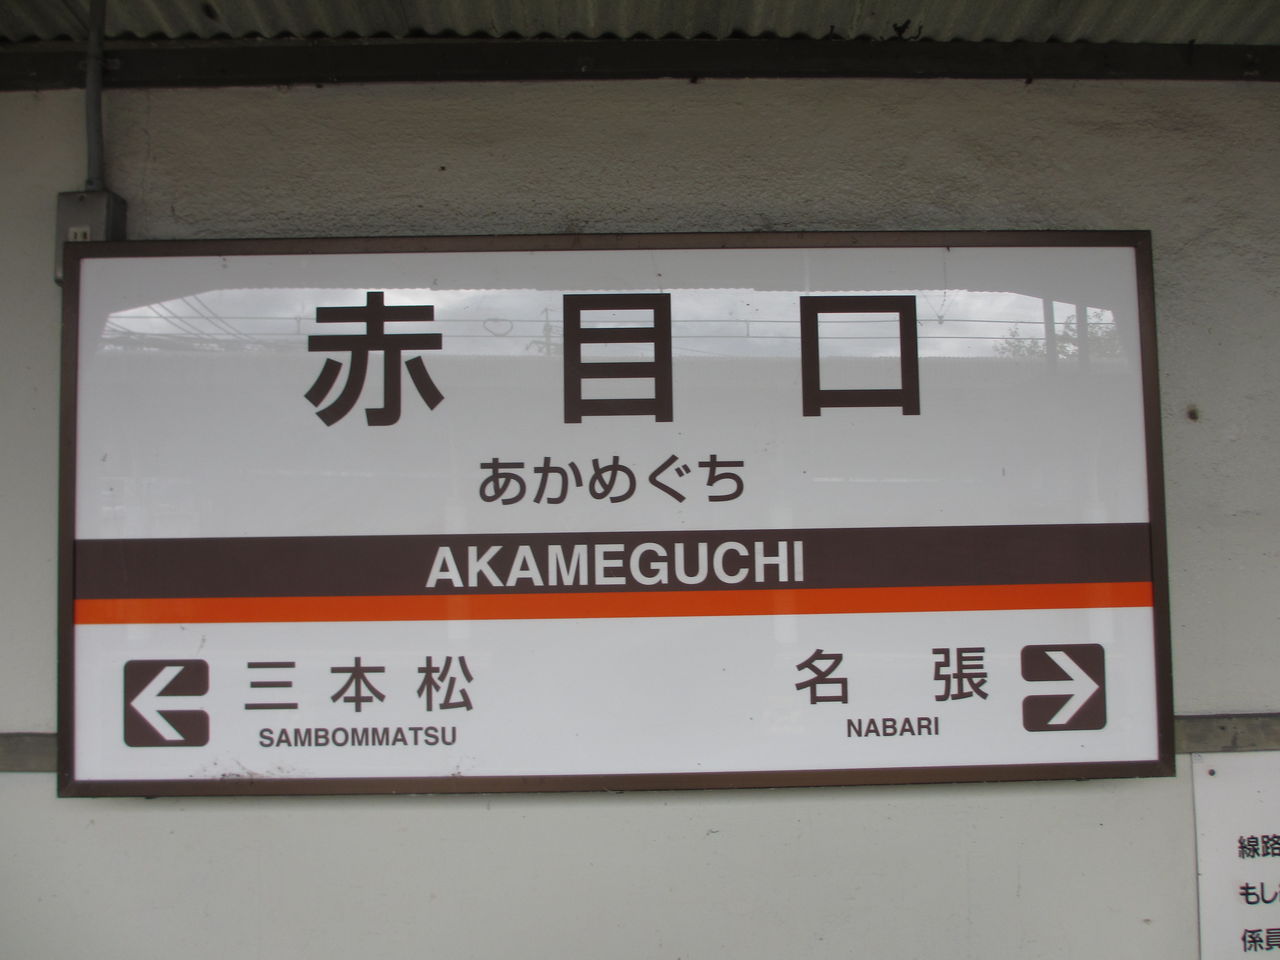 赤目口
あかめぐち
AKAMEGUCHI
三本松 名張
SAMBOMMATSU NABARI
線路
もし
係員